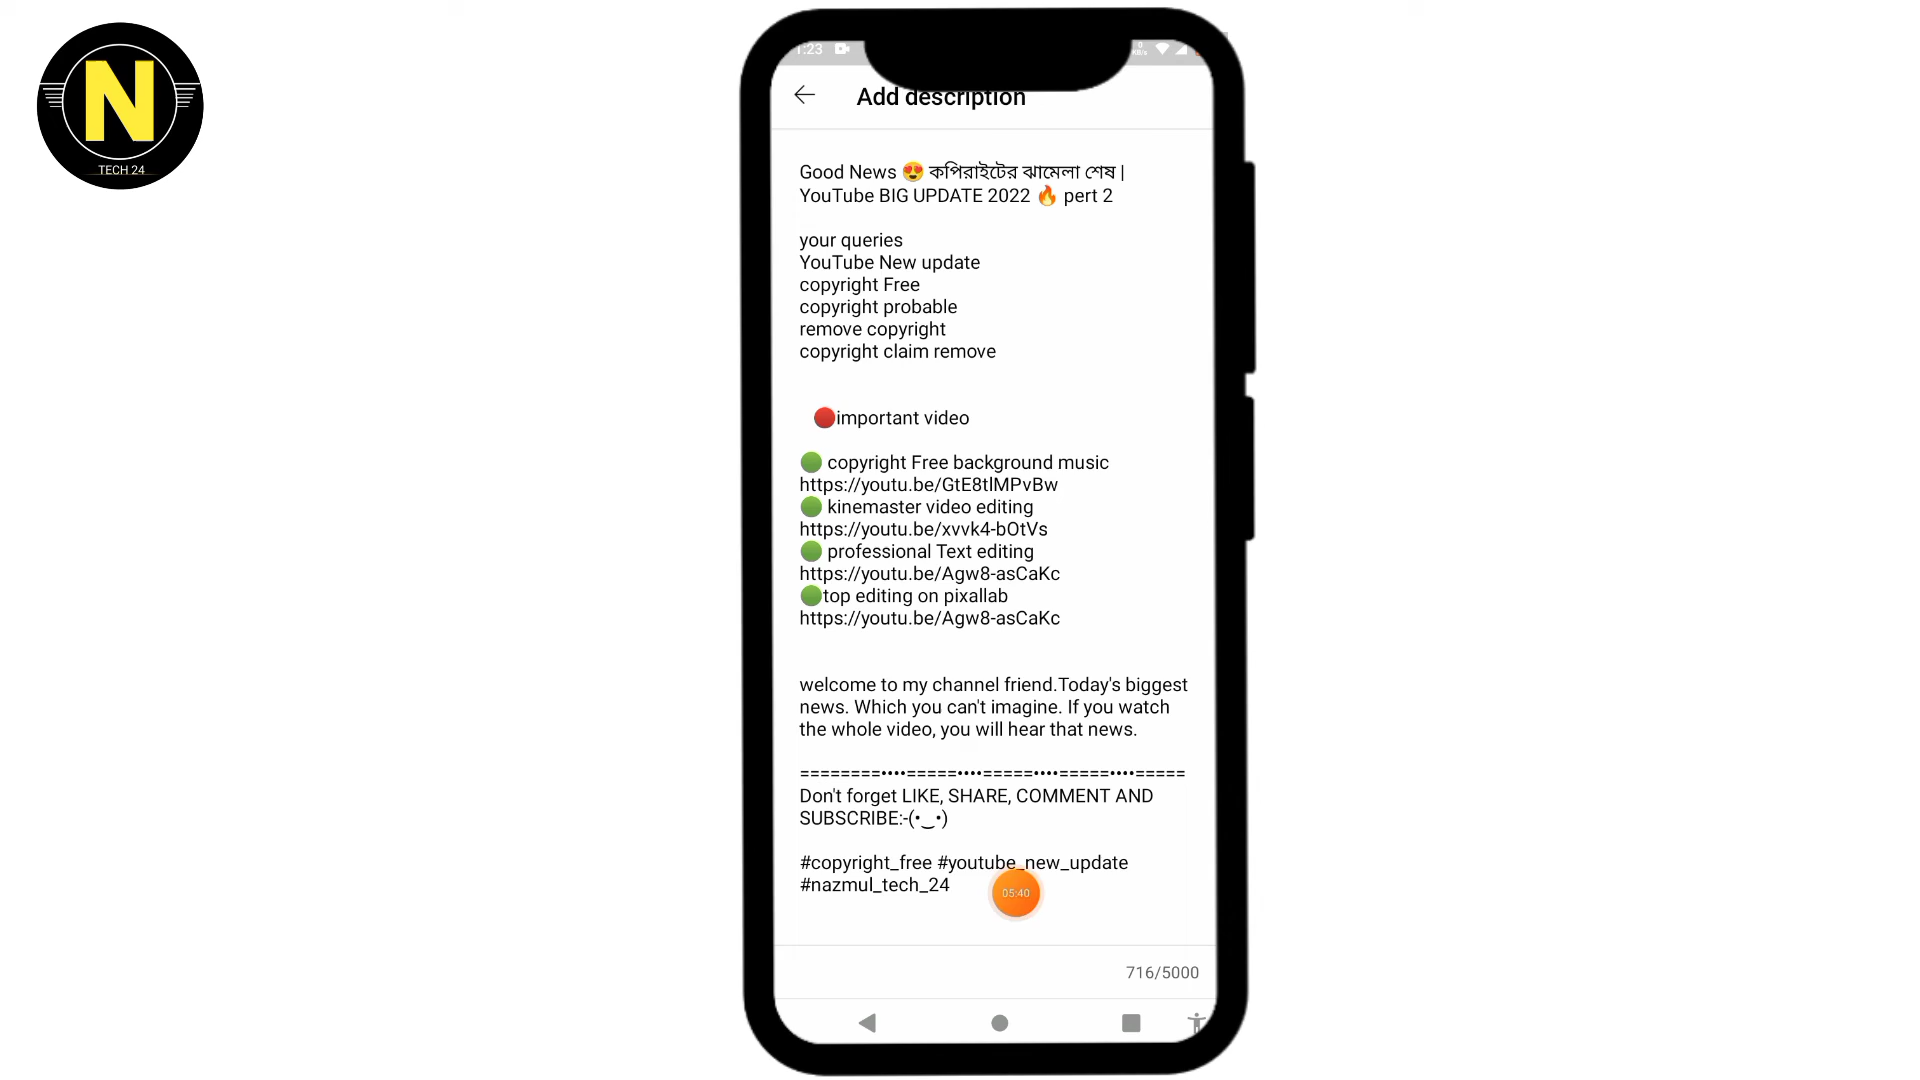 N
TECH 24
1:23
0
KB/s
Add description
Good News 😍 কপিরাইটের ঝামেলা শেষ |
YouTube BIG UPDATE 2022 🔥 pert 2
your queries
YouTube New update
copyright Free
copyright probable
remove copyright
copyright claim remove
🔴important video
🟢 copyright Free background music
https://youtu.be/GtE8tlMPvBw
🟢 kinemaster video editing
https://youtu.be/xvvk4-bOtVs
🟢 professional Text editing
https://youtu.be/Agw8-asCaKc
🟢top editing on pixallab
https://youtu.be/Agw8-asCaKc
welcome to my channel friend.Today's biggest
news. Which you can't imagine. If you watch
the whole video, you will hear that news.
========••••=====••••=====••••=====••••=====
Don't forget LIKE, SHARE, COMMENT AND
SUBSCRIBE:-(•‿•)
#copyright_free #youtube_new_update
#nazmul_tech_24
05:40
716/5000